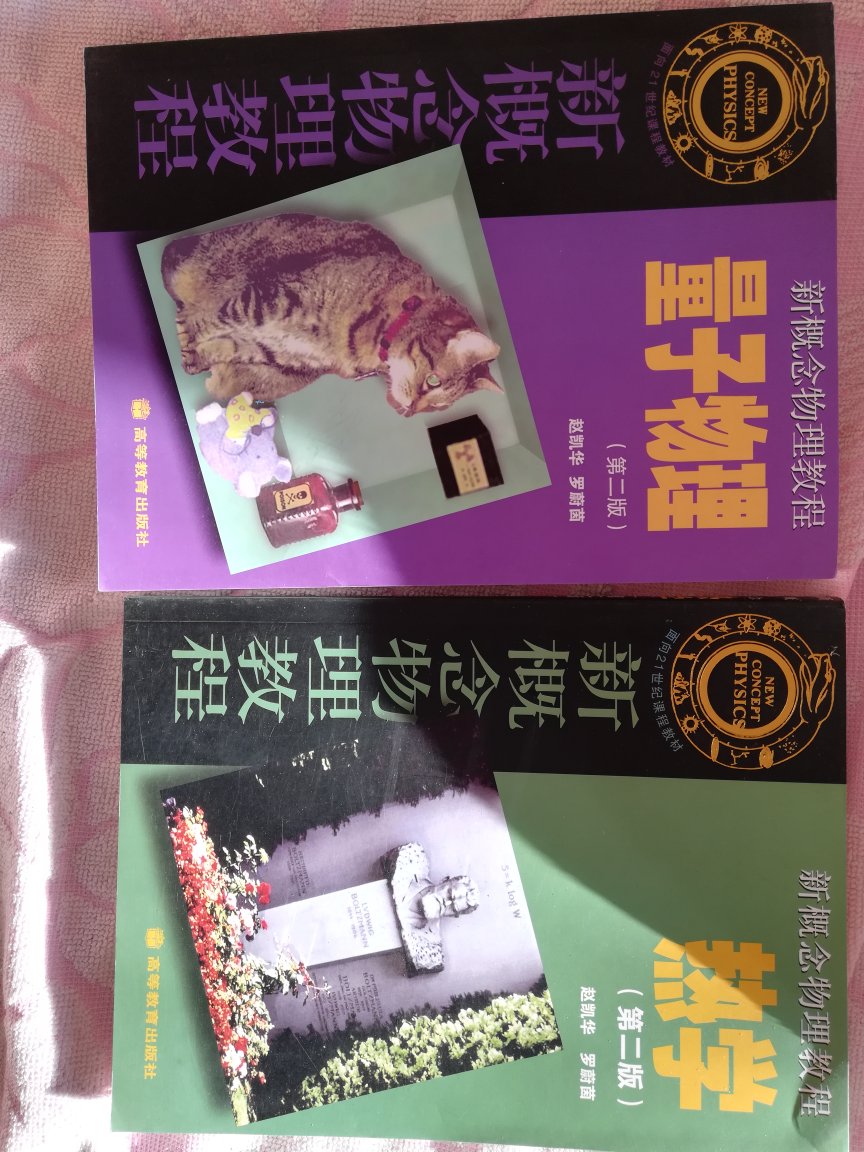 新概念物理教程
面向21世纪课程教材
NEW
CONCEPT
PHYSICS
新概念物理教程
量子物理
(第二版)
赵凯华 罗蔚茵
高等教育出版社
新概念物理教程
面向21世纪课程教材
NEW
CONCEPT
PHYSICS
新概念物理教程
热学
(第二版)
赵凯华 罗蔚茵
S=k log W
LVDWIG
BOLTZMANN
高等教育出版社